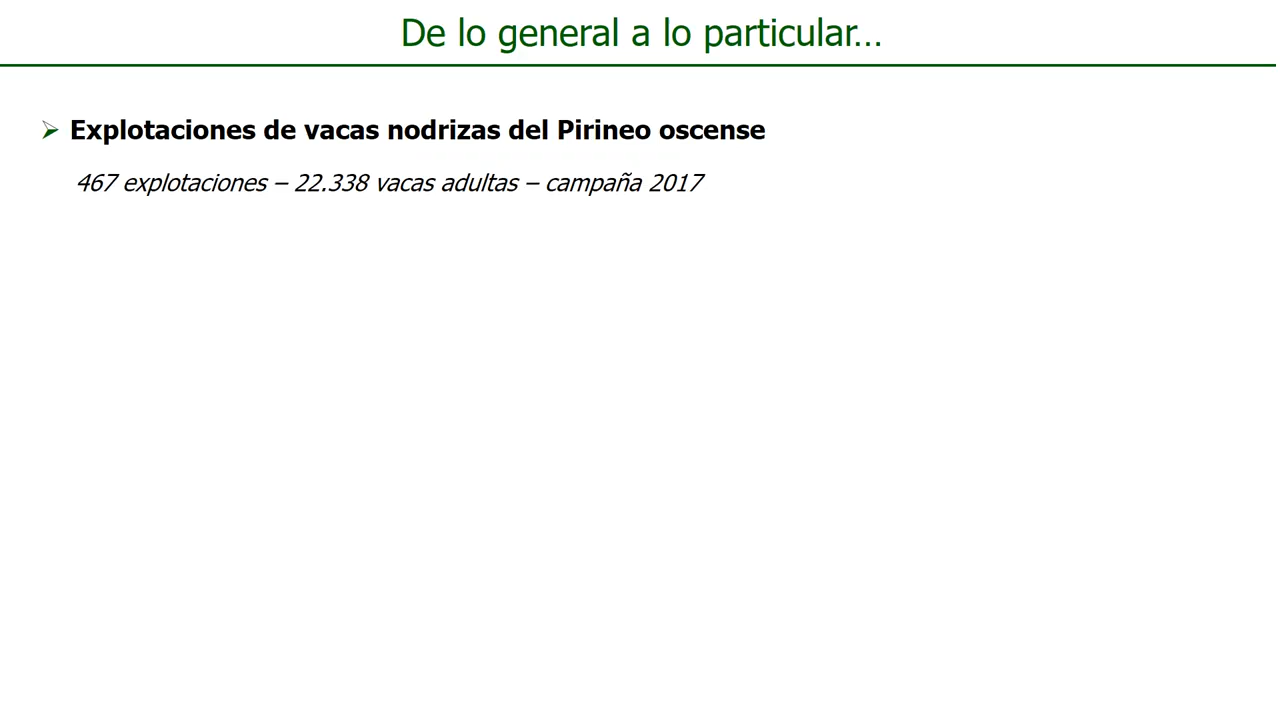 De lo general a lo particular...
Explotaciones de vacas nodrizas del Pirineo oscense
467 explotaciones – 22.338 vacas adultas – campaña 2017